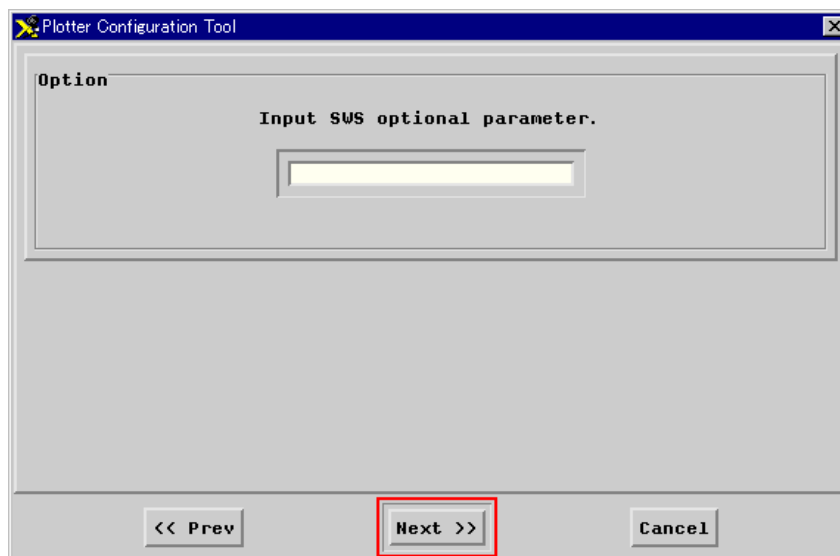 Plotter Configuration Tool
Option
Input SWS optional parameter.
<< Prev
Next >>
Cancel